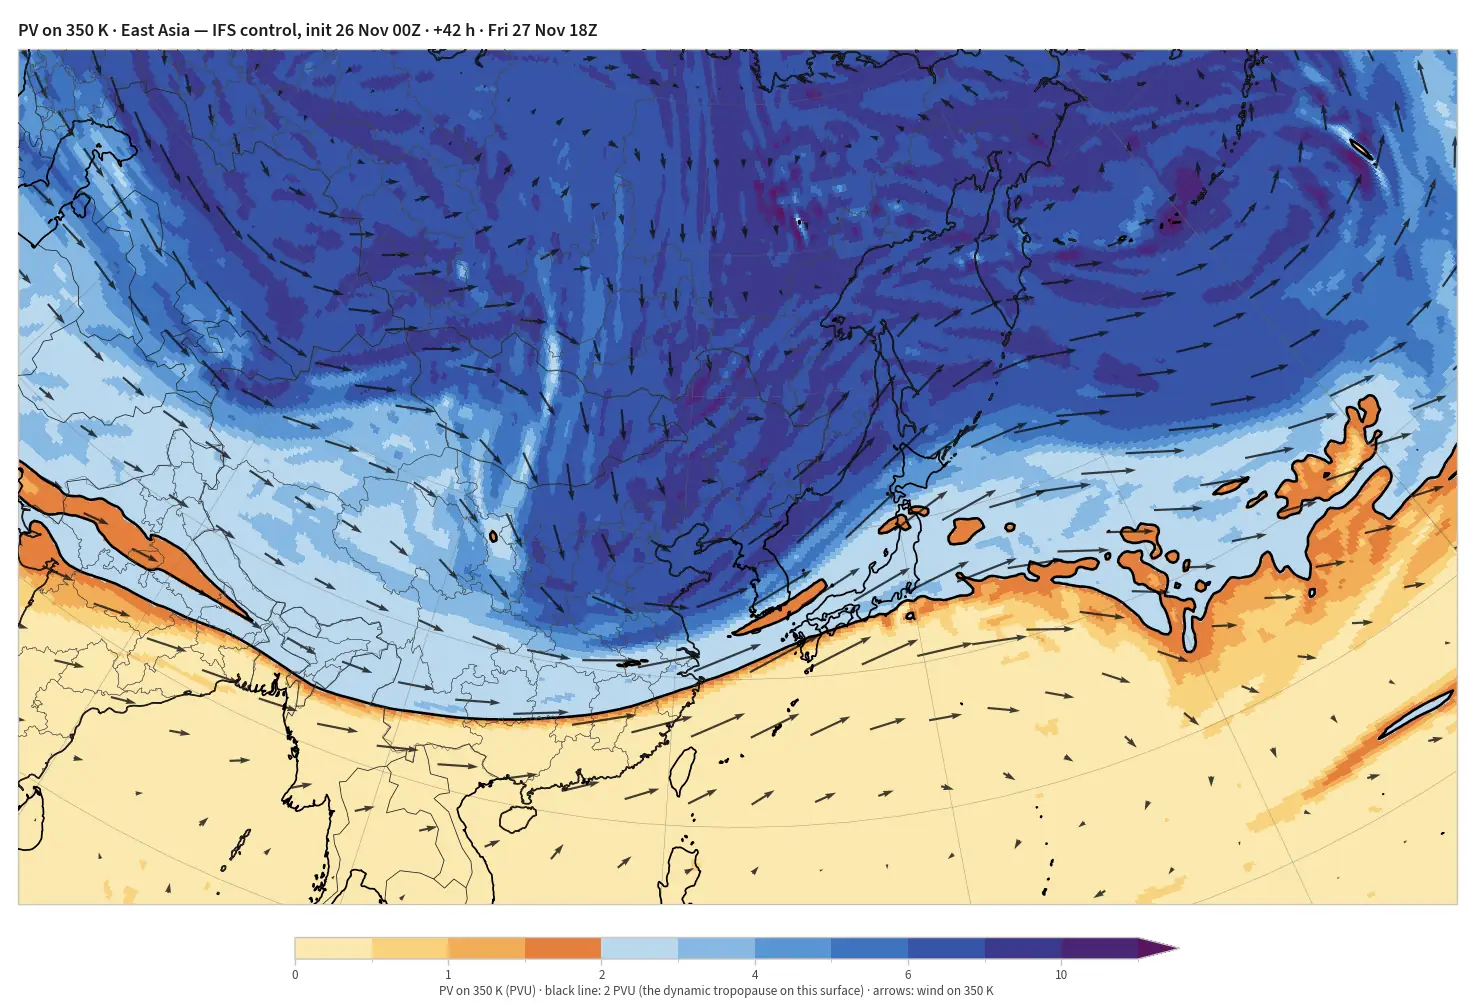 PV on 350 K · East Asia — IFS control, init 26 Nov 00Z · +42 h · Fri 27 Nov 18Z
0 1 2 4 6 10
PV on 350 K (PVU) · black line: 2 PVU (the dynamic tropopause on this surface) · arrows: wind on 350 K